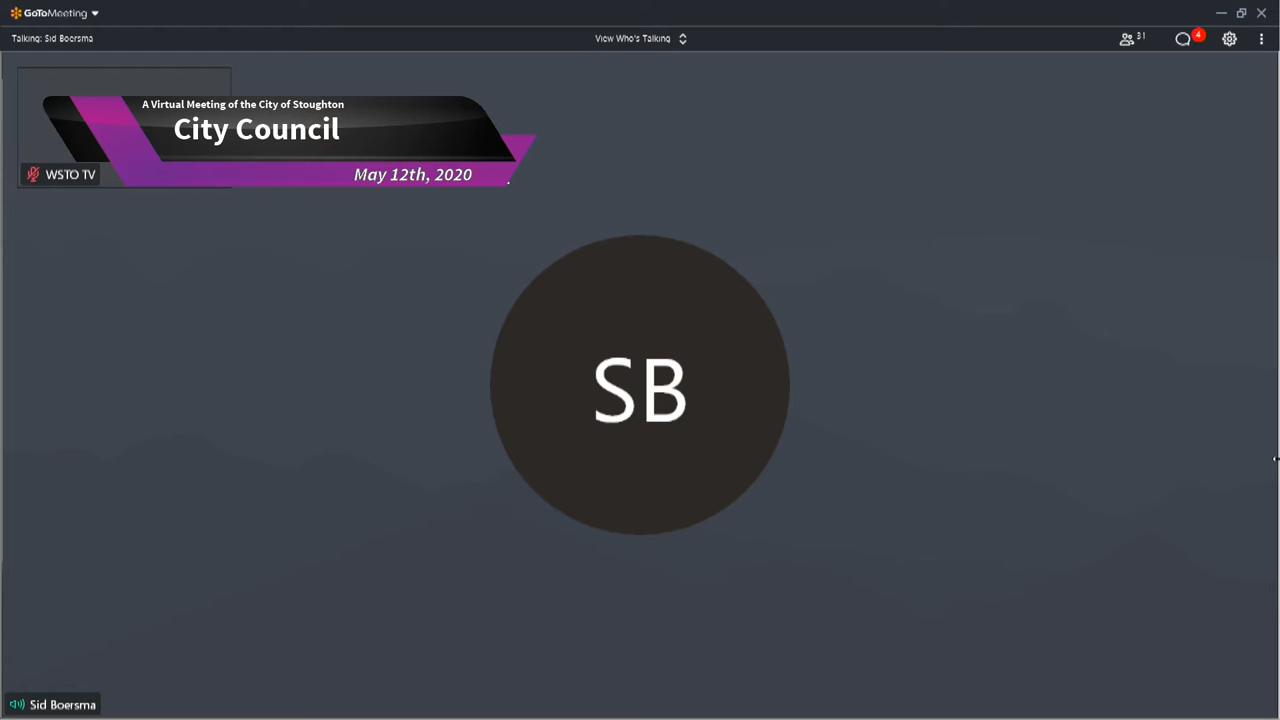 GoToMeeting
Talking: Sid Boersma
View Who's Talking
31
4
A Virtual Meeting of the City of Stoughton
City Council
May 12th, 2020
WSTO TV
SB
Sid Boersma